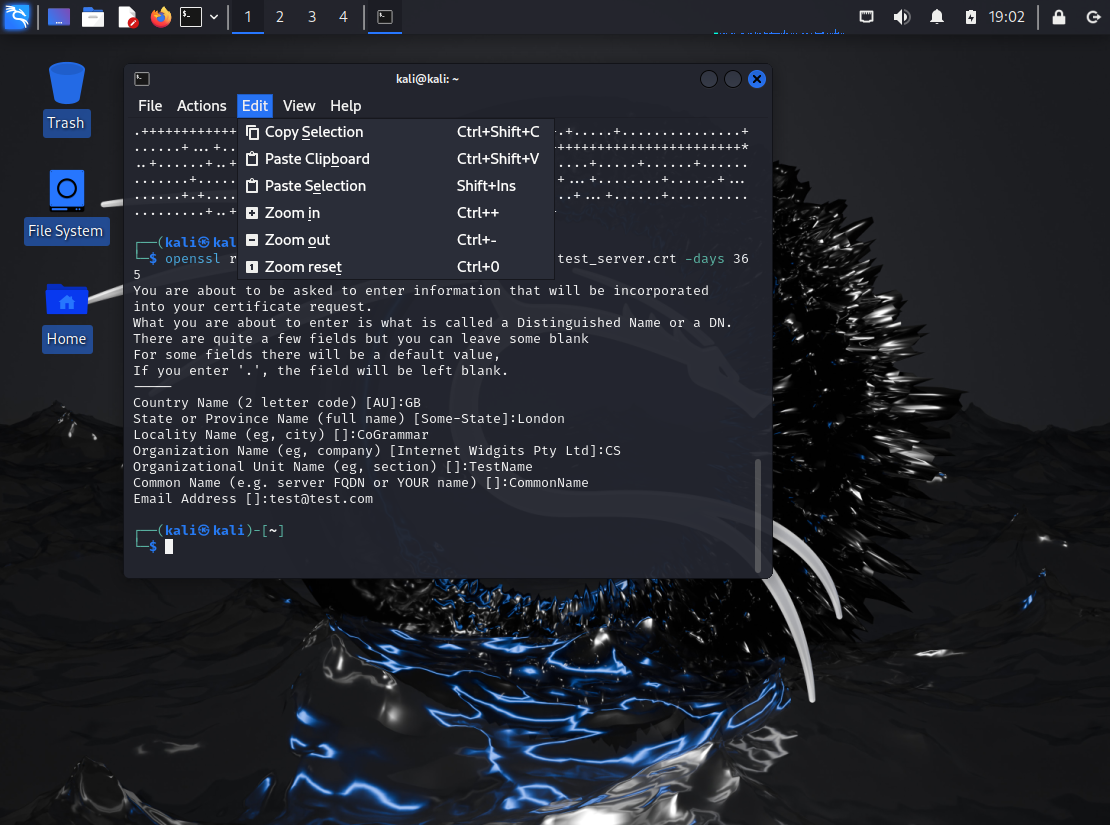 1 2 3 4 19:02
Trash
File System
Home
kali@kali: ~
File Actions Edit View Help
Copy Selection Ctrl+Shift+C
Paste Clipboard Ctrl+Shift+V
Paste Selection Shift+Ins
Zoom in Ctrl++
Zoom out Ctrl+-
Zoom reset Ctrl+0
┌──(kali㉿kal
└─$ openssl r test_server.crt -days 36
5
You are about to be asked to enter information that will be incorporated
into your certificate request.
What you are about to enter is what is called a Distinguished Name or a DN.
There are quite a few fields but you can leave some blank
For some fields there will be a default value,
If you enter '.', the field will be left blank.
-----
Country Name (2 letter code) [AU]:GB
State or Province Name (full name) [Some-State]:London
Locality Name (eg, city) []:CoGrammar
Organization Name (eg, company) [Internet Widgits Pty Ltd]:CS
Organizational Unit Name (eg, section) []:TestName
Common Name (e.g. server FQDN or YOUR name) []:CommonName
Email Address []:test@test.com
┌──(kali㉿kali)-[~]
└─$